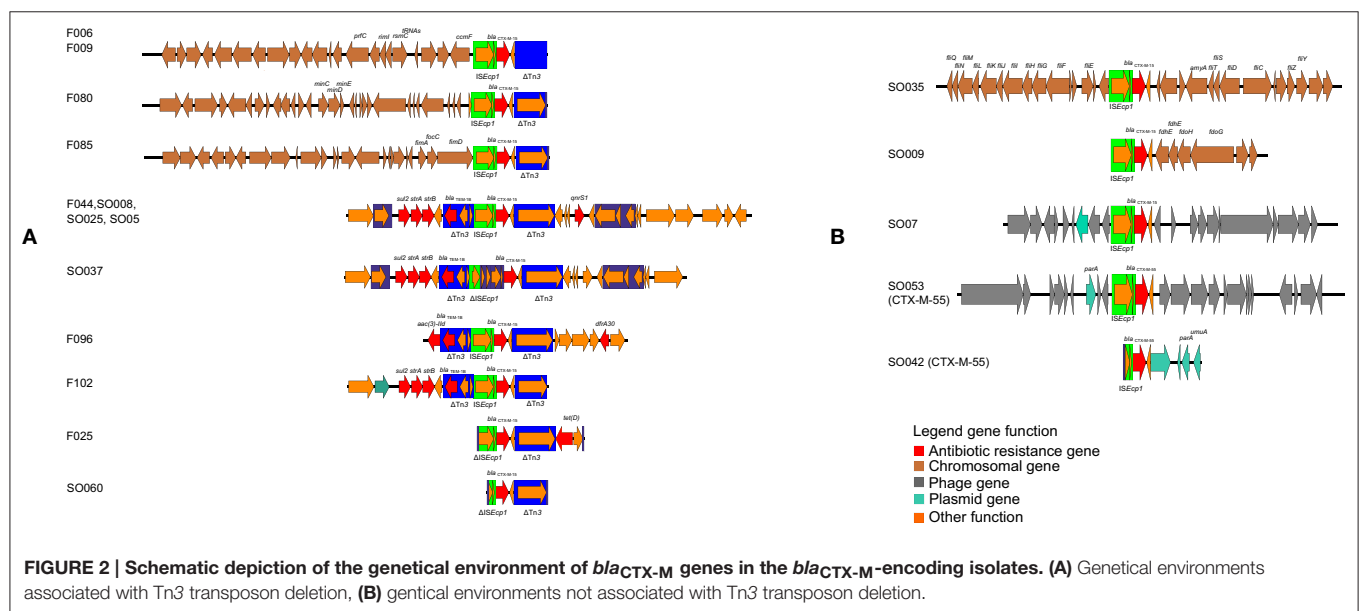 F006
F009
prfC rimI rsmC tRNAs ccmF bla CTX-M-15
ISEcp1 ΔTn3
F080
minC minD minE bla CTX-M-15
ISEcp1 ΔTn3
F085
fimA focC fimD bla CTX-M-15
ISEcp1 ΔTn3
F044,SO008,
SO025, SO05
sul2 strA strB bla TEM-1B bla CTX-M-15 qnrS1
ΔTn3 ISEcp1 ΔTn3
A
SO037
sul2 strA strB bla TEM-1B bla CTX-M-15
ΔTn3 ΔISEcp1 ΔTn3
F096
aac(3)-IId bla TEM-1B bla CTX-M-15 dfrA30
ΔTn3 ISEcp1 ΔTn3
F102
sul2 strA strB bla TEM-1B bla CTX-M-15
ΔTn3 ISEcp1 ΔTn3
F025
bla CTX-M-15 tet(D)
ΔISEcp1 ΔTn3
SO060
bla CTX-M-15
ΔISEcp1 ΔTn3
B
SO035
fliQ fliN fliM fliL fliK fliJ fliI fliH fliG fliF fliE bla CTX-M-15 amyA fliT fliS fliD fliC fliZ fliY
ISEcp1
SO009
bla CTX-M-15 fdhE fdhE fdoH fdoG
ISEcp1
SO07
bla CTX-M-15
ISEcp1
SO053
(CTX-M-55)
parA bla CTX-M-55
ISEcp1
SO042 (CTX-M-55)
bla CTX-M-55 parA umuA
ISEcp1
Legend gene function
Antibiotic resistance gene
Chromosomal gene
Phage gene
Plasmid gene
Other function
FIGURE 2 | Schematic depiction of the genetical environment of blaCTX-M genes in the blaCTX-M-encoding isolates. (A) Genetical environments
associated with Tn3 transposon deletion, (B) gentical environments not associated with Tn3 transposon deletion.